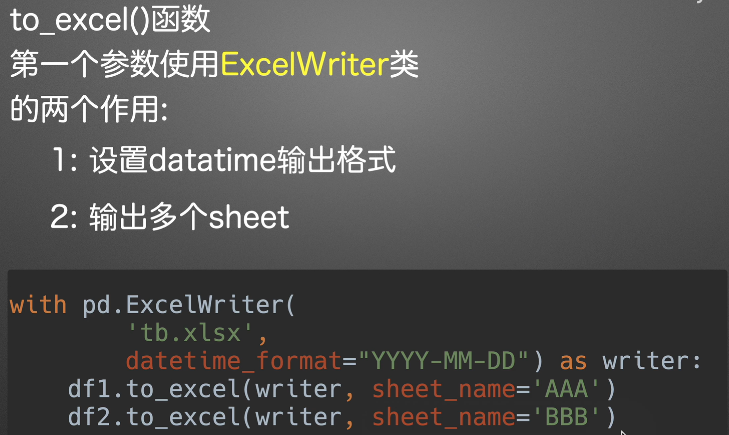 to_excel()函数
第一个参数使用ExcelWriter类
的两个作用:
1: 设置datatime输出格式
2: 输出多个sheet
with pd.ExcelWriter(
'tb.xlsx',
datetime_format="YYYY-MM-DD") as writer:
df1.to_excel(writer, sheet_name='AAA')
df2.to_excel(writer, sheet_name='BBB')